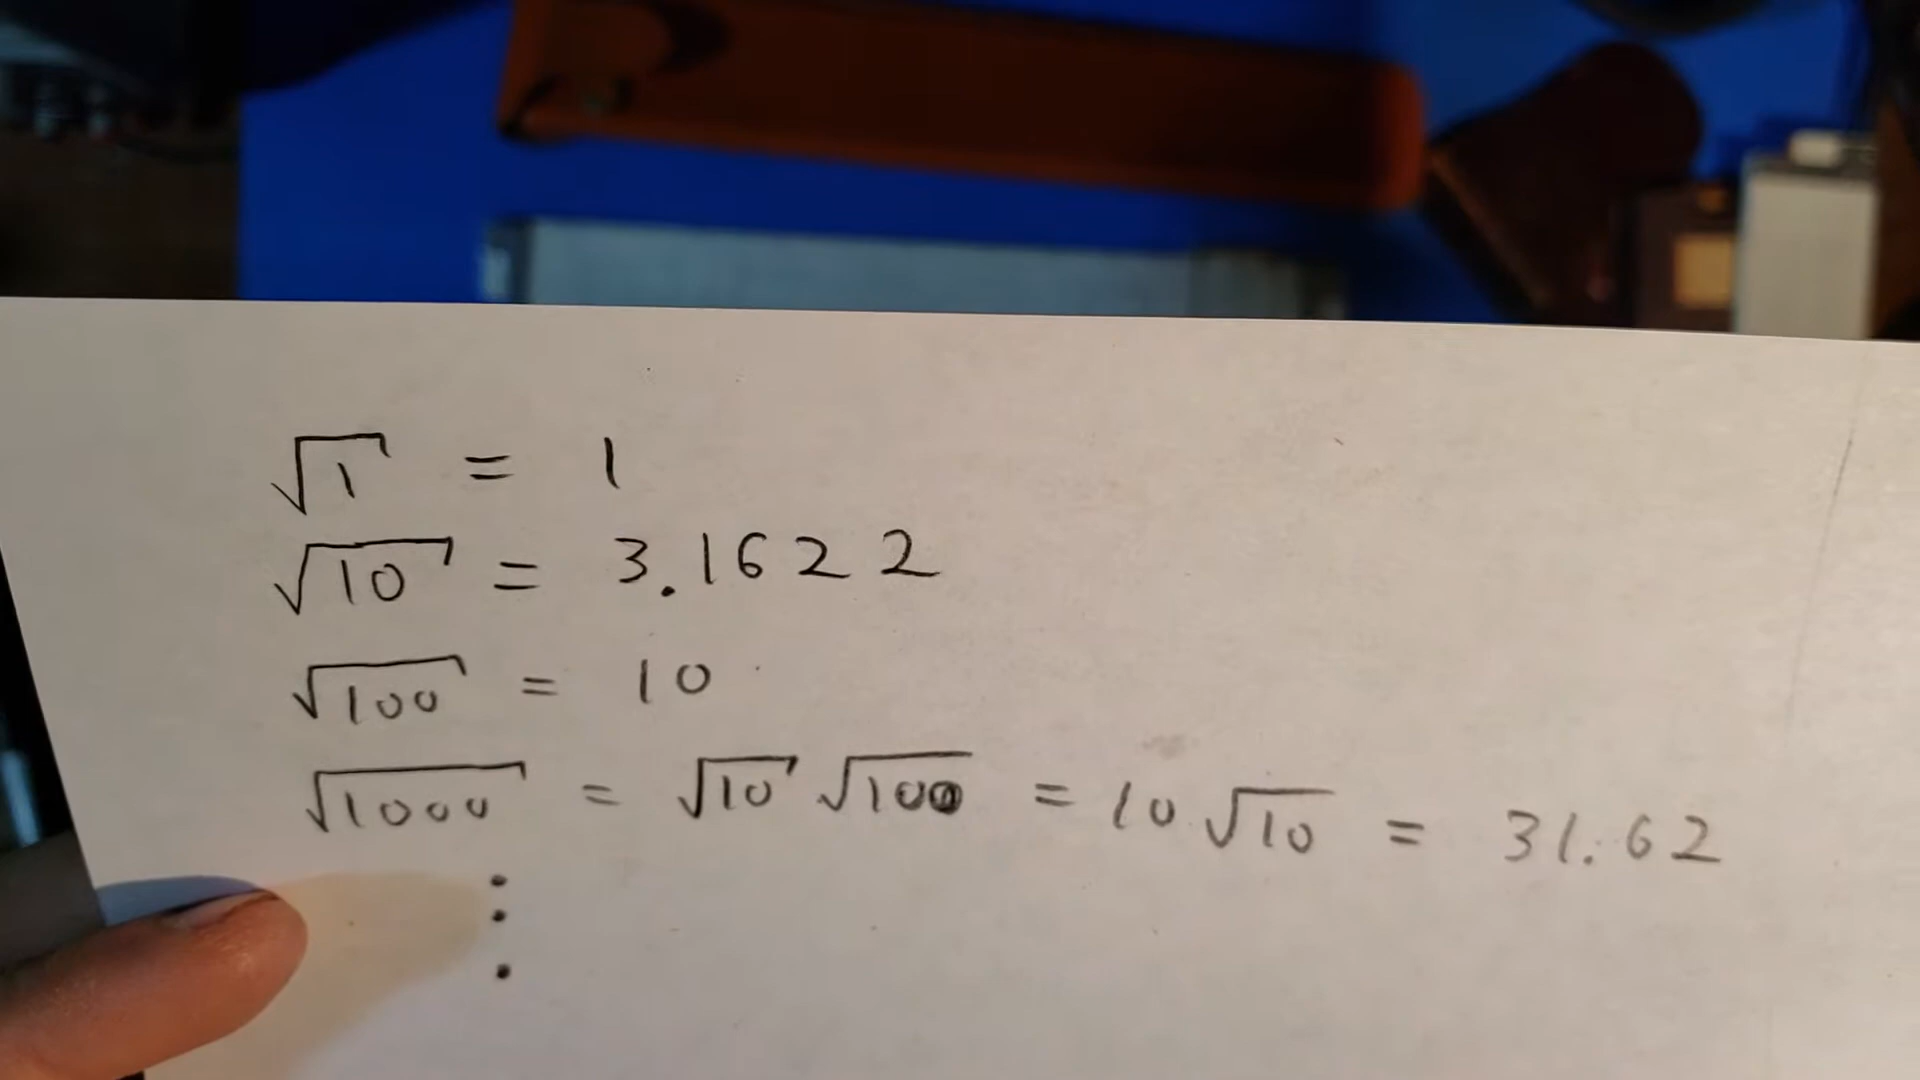 √1 = 1
√10 = 3.1622
√100 = 10
√1000 = √10 √100 = 10 √10 = 31.62
⋮